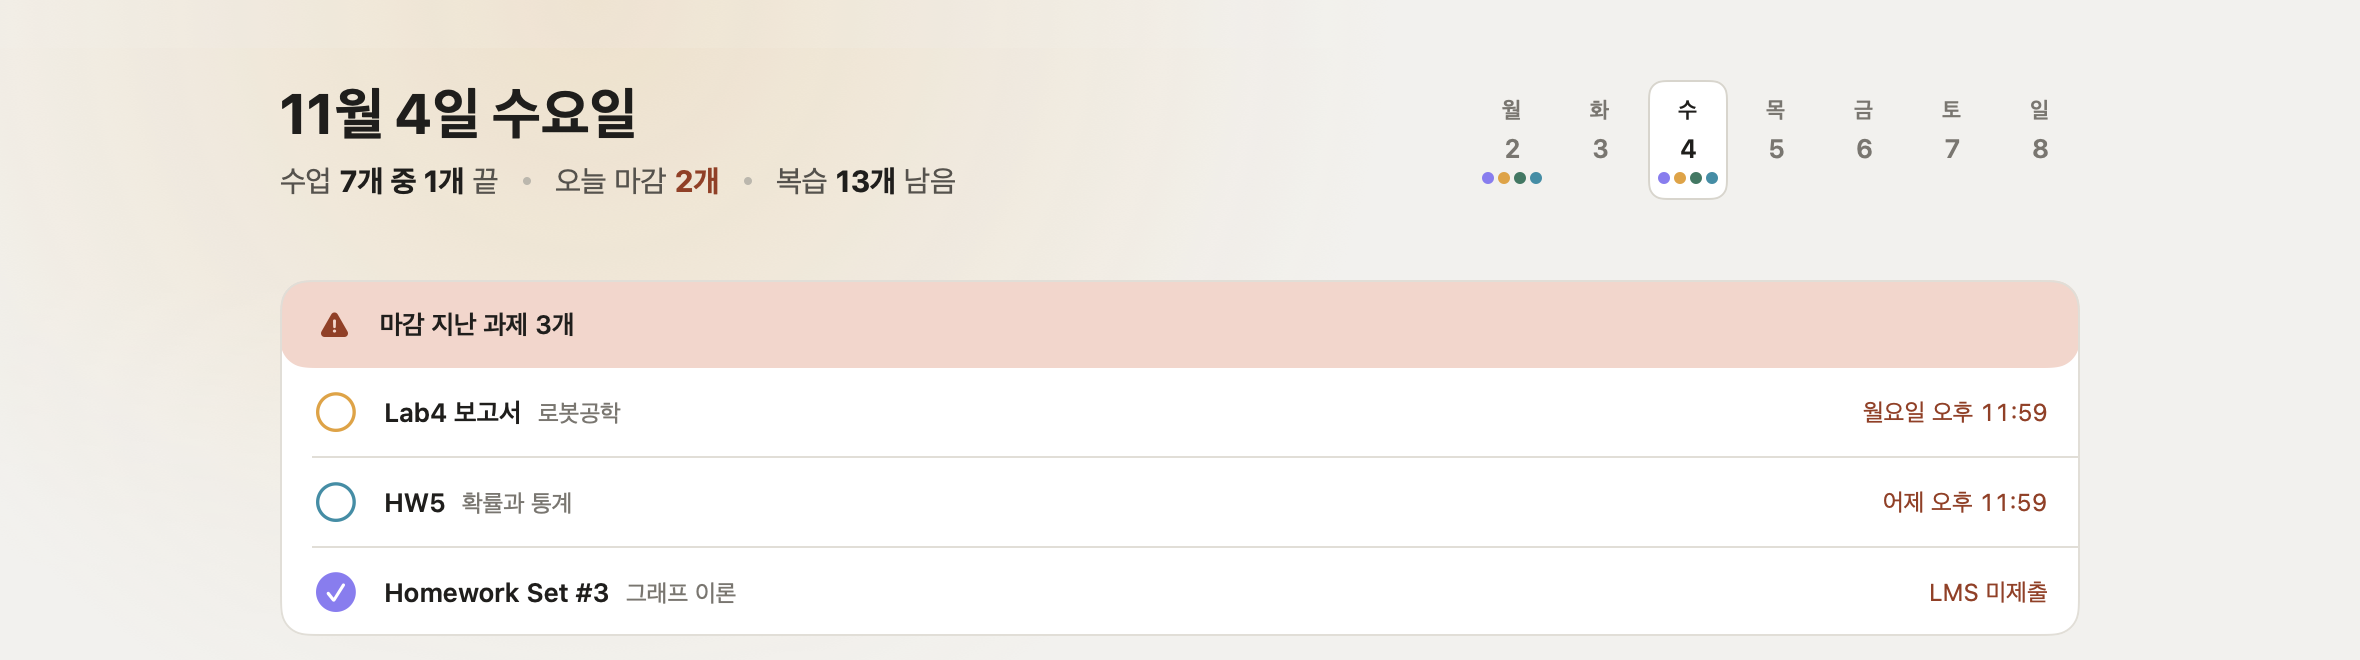 11월 4일 수요일
수업 7개 중 1개 끝 • 오늘 마감 2개 • 복습 13개 남음
월 화 수 목 금 토 일
2 3 4 5 6 7 8
마감 지난 과제 3개
Lab4 보고서 로봇공학 월요일 오후 11:59
HW5 확률과 통계 어제 오후 11:59
Homework Set #3 그래프 이론 LMS 미제출